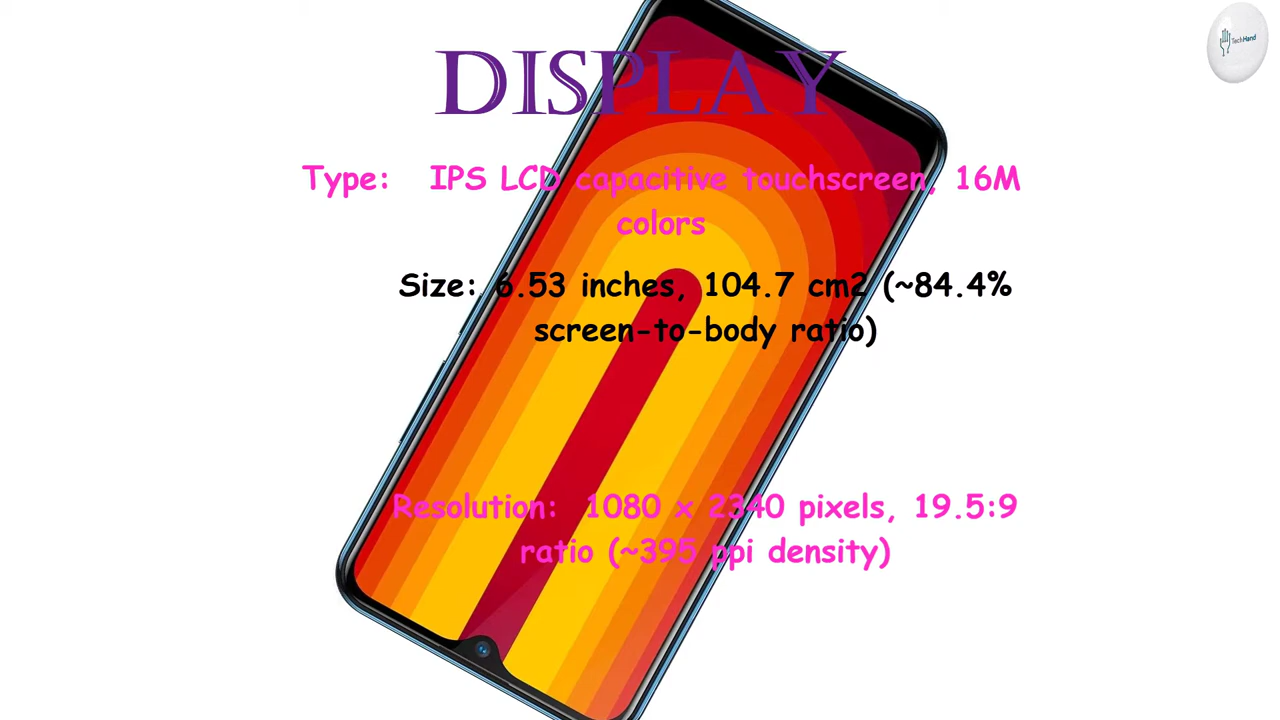 TechHand
DISPLAY
Type: IPS LCD capacitive touchscreen, 16M
colors
Size: 6.53 inches, 104.7 cm2 (~84.4%
screen-to-body ratio)
Resolution: 1080 x 2340 pixels, 19.5:9
ratio (~395 ppi density)